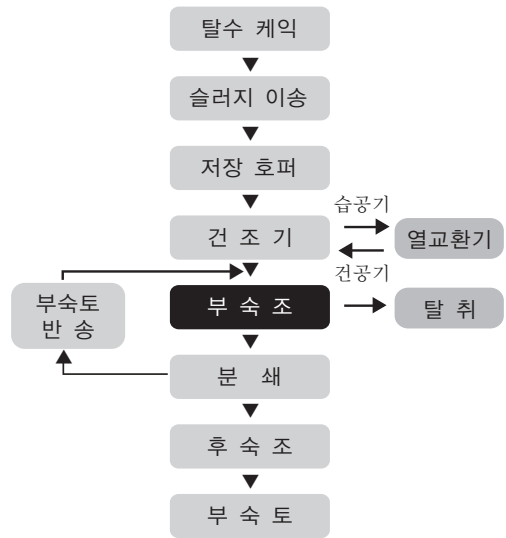 탈수 케익
슬러지 이송
저장 호퍼
습공기
건 조 기
열교환기
건공기
부숙토
반 송
부 숙 조
탈 취
분 쇄
후 숙 조
부 숙 토